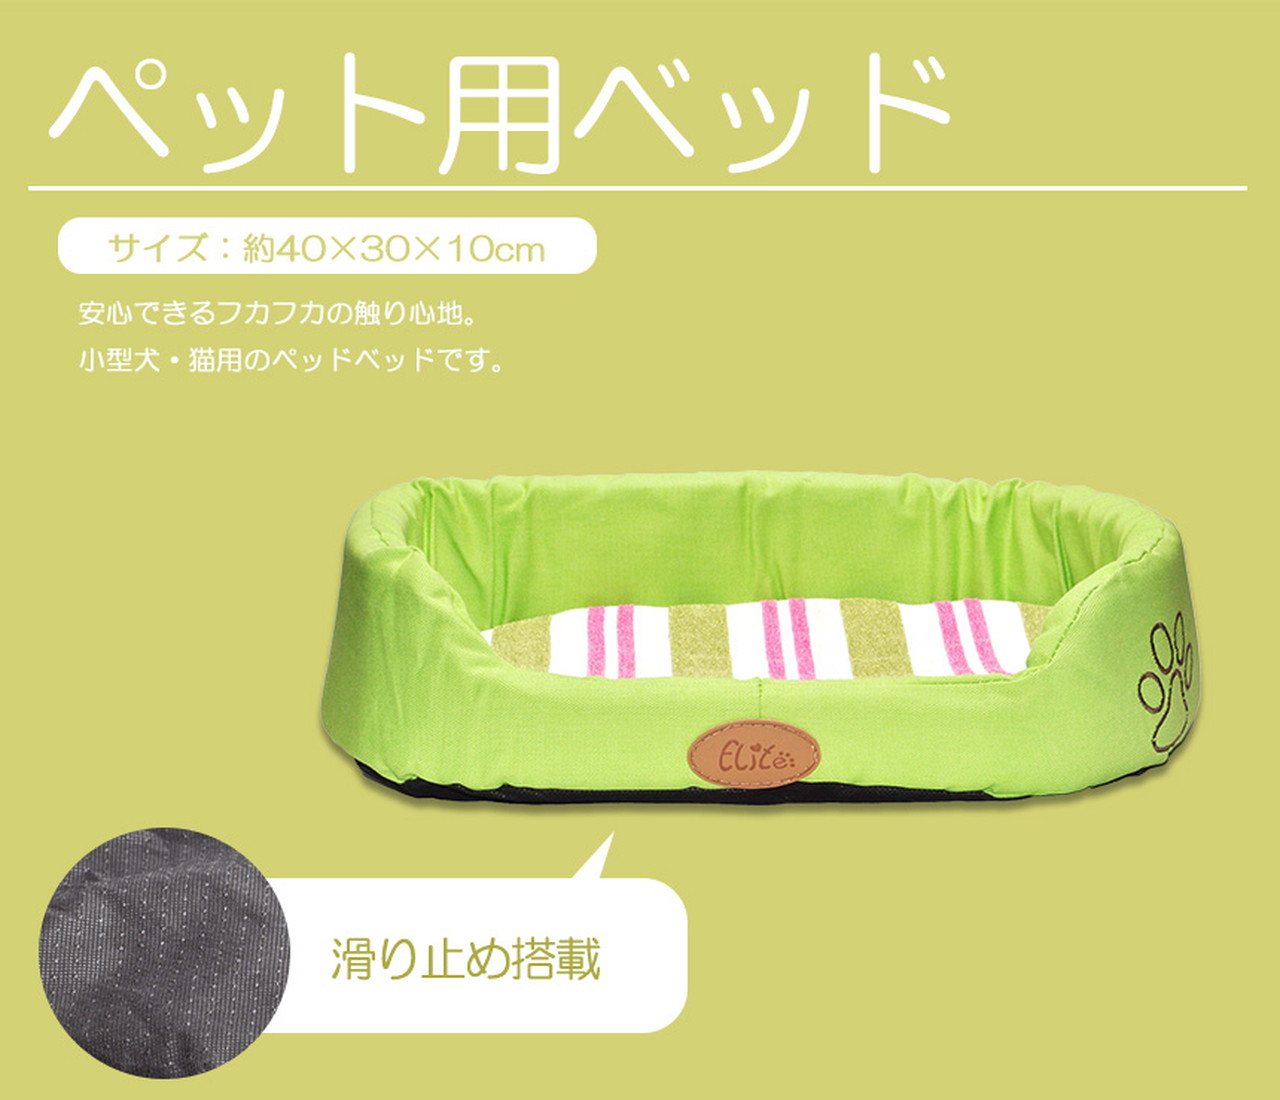 ペット用ベッド
サイズ：約40×30×10cm
安心できるフカフカの触り心地。
小型犬・猫用のペッドベッドです。
ELite
滑り止め搭載